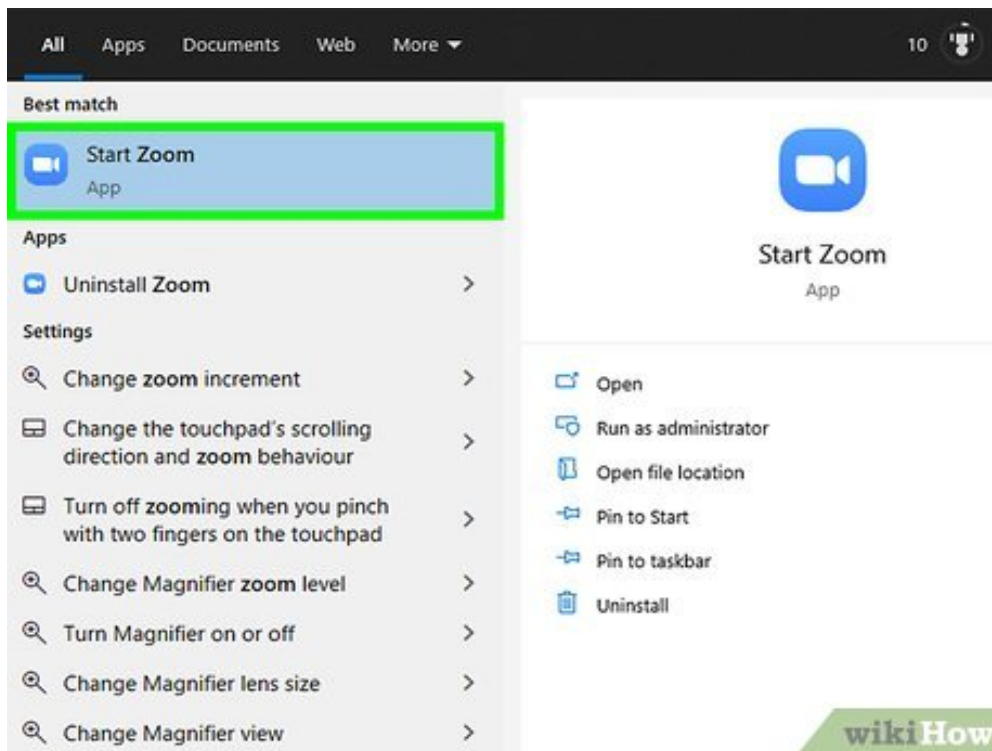 All Apps Documents Web More 10
Best match
Start Zoom
App
Apps
Uninstall Zoom
Settings
Change zoom increment
Change the touchpad's scrolling
direction and zoom behaviour
Turn off zooming when you pinch
with two fingers on the touchpad
Change Magnifier zoom level
Turn Magnifier on or off
Change Magnifier lens size
Change Magnifier view
Start Zoom
App
Open
Run as administrator
Open file location
Pin to Start
Pin to taskbar
Uninstall
wikiHow